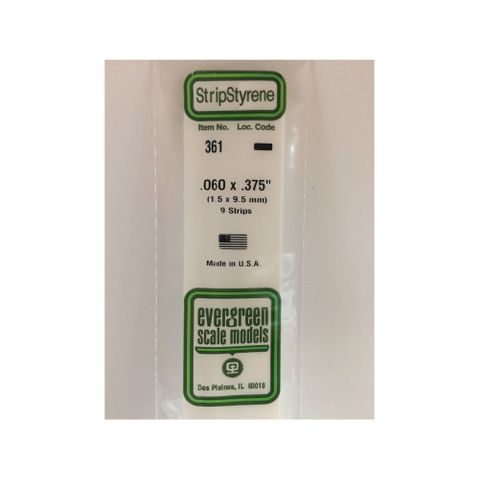 StripStyrene
Item No. Loc. Code
361
.060 x .375"
(1.5 x 9.5 mm)
9 Strips
Made in U.S.A.
evergreen
scale models
Des Plaines, IL 60018